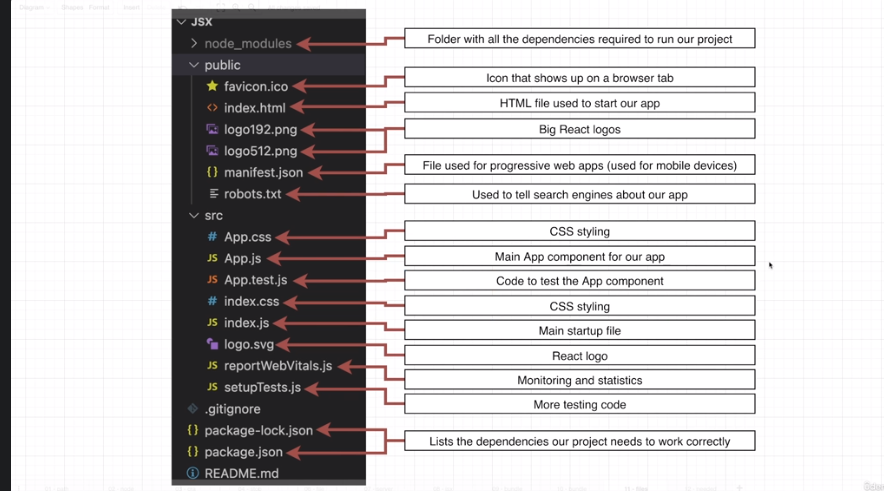 JSX
node_modules
Folder with all the dependencies required to run our project
public
favicon.ico
Icon that shows up on a browser tab
index.html
HTML file used to start our app
logo192.png
Big React logos
logo512.png
manifest.json
File used for progressive web apps (used for mobile devices)
robots.txt
Used to tell search engines about our app
src
App.css
CSS styling
App.js
Main App component for our app
App.test.js
Code to test the App component
index.css
CSS styling
index.js
Main startup file
logo.svg
React logo
reportWebVitals.js
Monitoring and statistics
setupTests.js
More testing code
.gitignore
package-lock.json
Lists the dependencies our project needs to work correctly
package.json
README.md